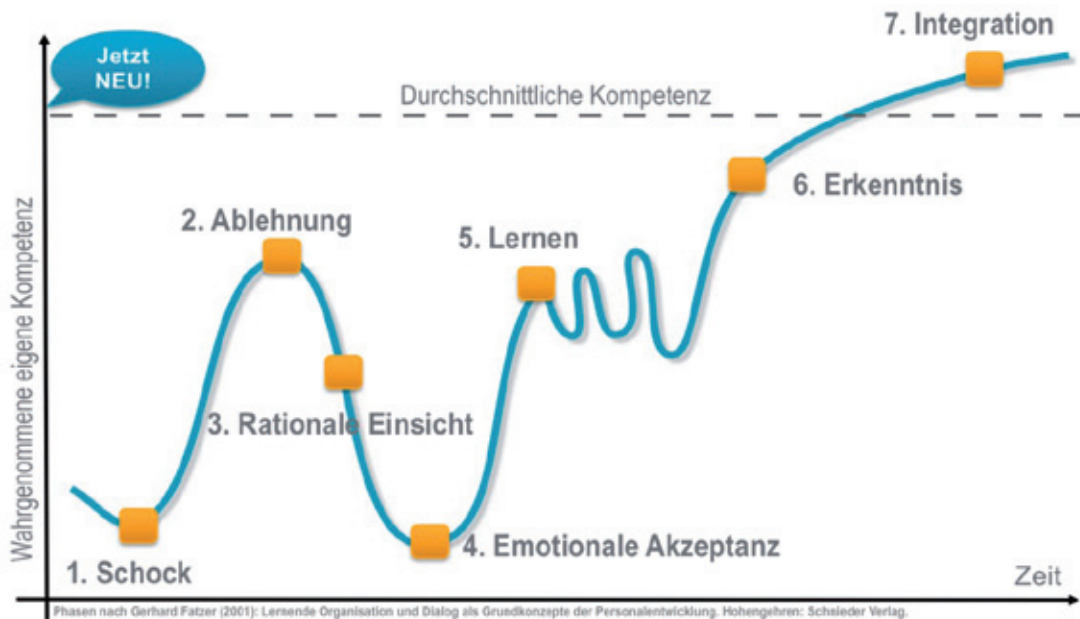 Jetzt
NEU!
7. Integration
Durchschnittliche Kompetenz
6. Erkenntnis
2. Ablehnung
5. Lernen
3. Rationale Einsicht
4. Emotionale Akzeptanz
1. Schock
Wahrgenommene eigene Kompetenz
Zeit
Phasen nach Gerhard Fatzer (2001): Lernende Organisation und Dialog als Grundkonzepte der Personalentwicklung. Hohengehren: Schnieder Verlag.